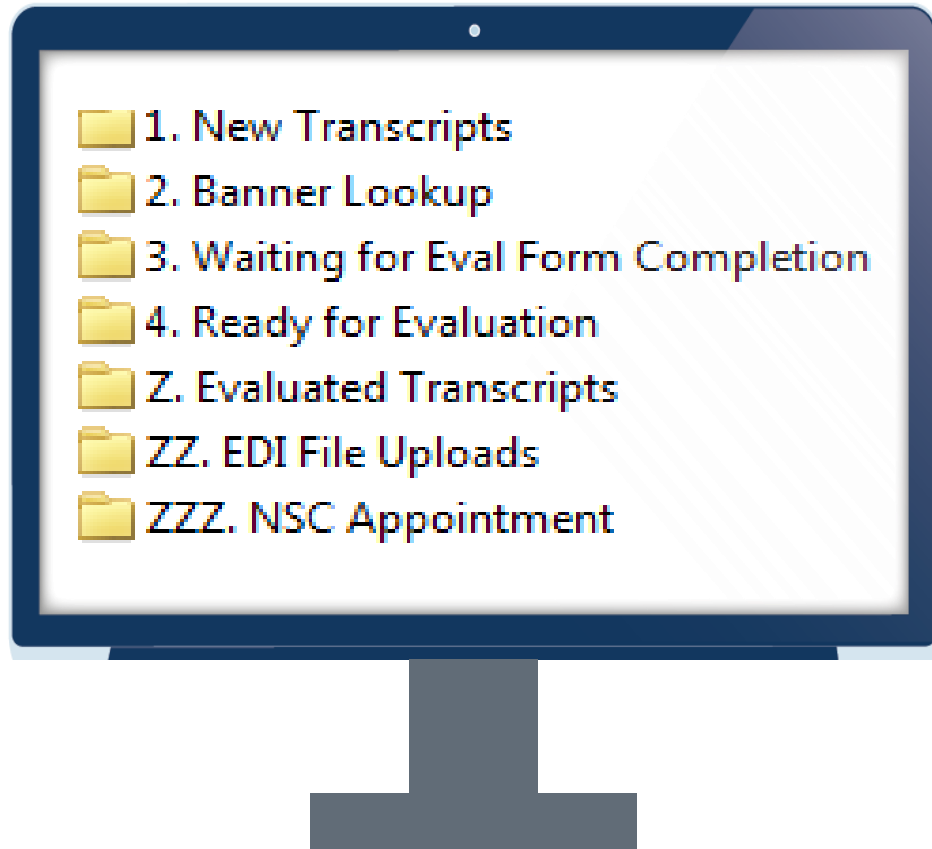 1. New Transcripts
2. Banner Lookup
3. Waiting for Eval Form Completion
4. Ready for Evaluation
Z. Evaluated Transcripts
ZZ. EDI File Uploads
ZZZ. NSC Appointment